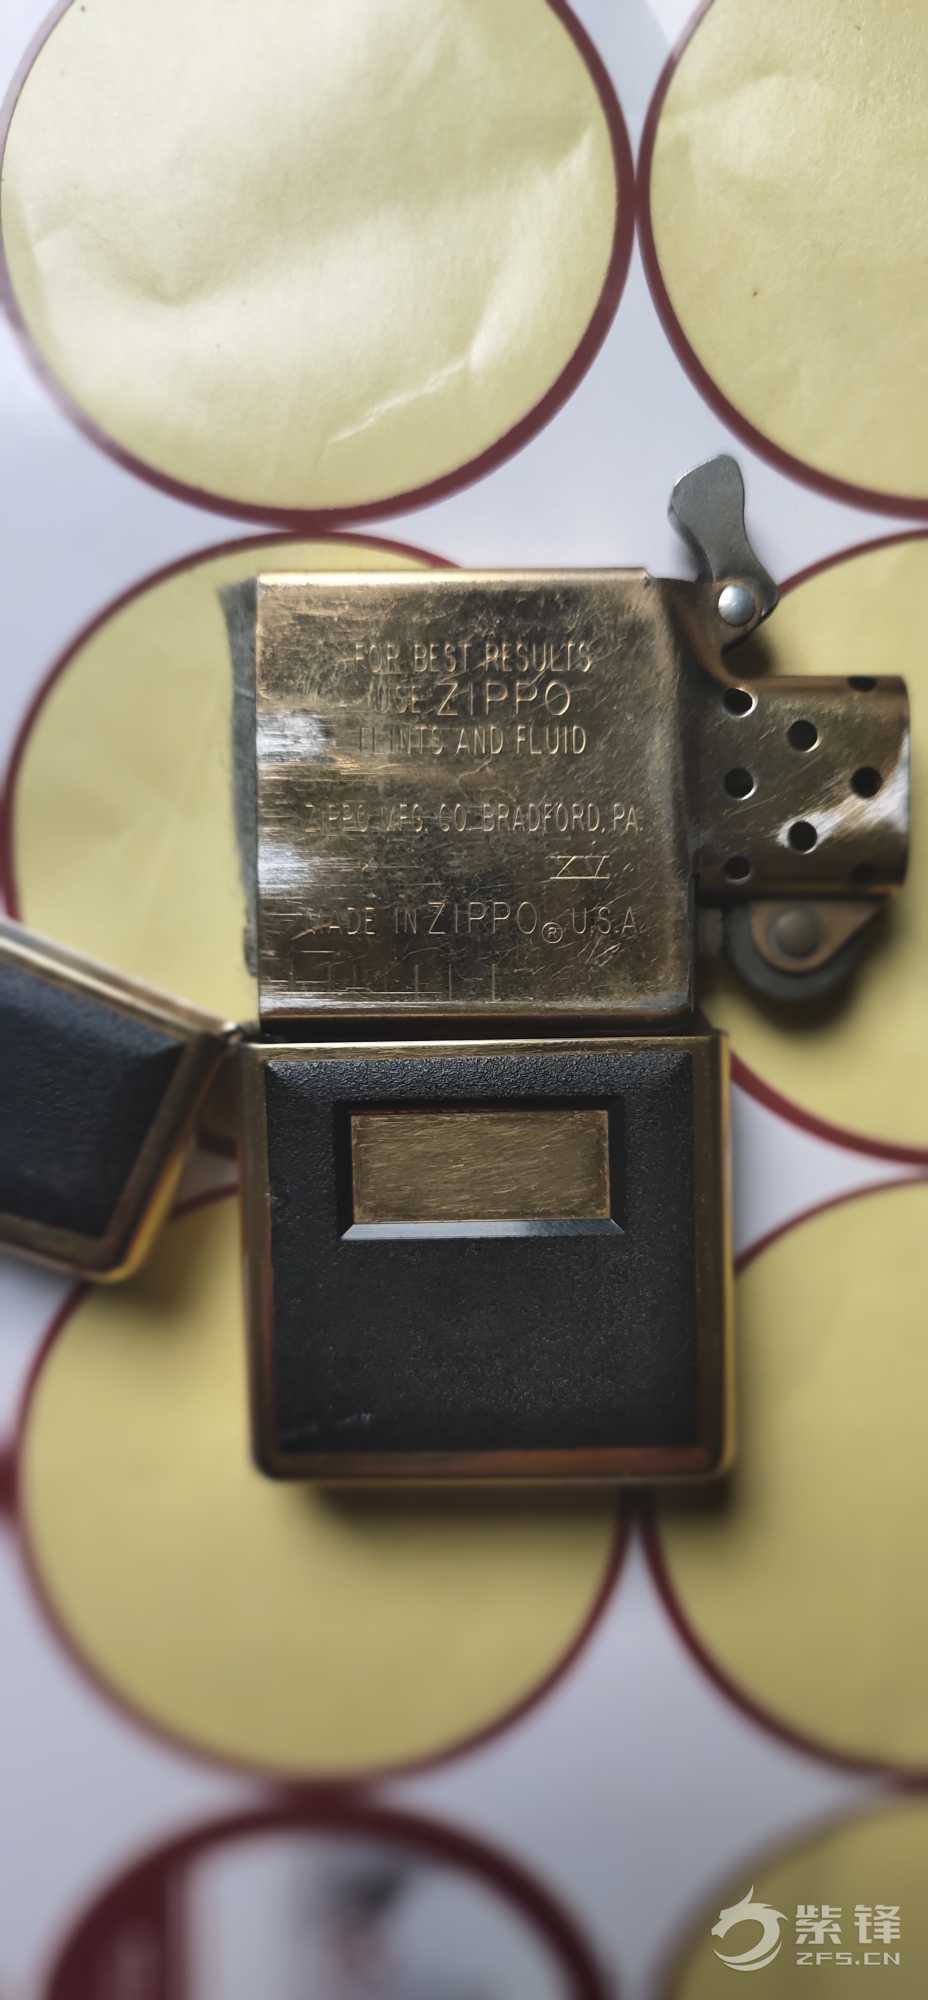 FOR BEST RESULTS
USE ZIPPO
FLINTS AND FLUID
ZIPPO MFG. CO. BRADFORD, PA.
XV
MADE IN ZIPPO® U.S.A.
紫锋
ZFS.CN